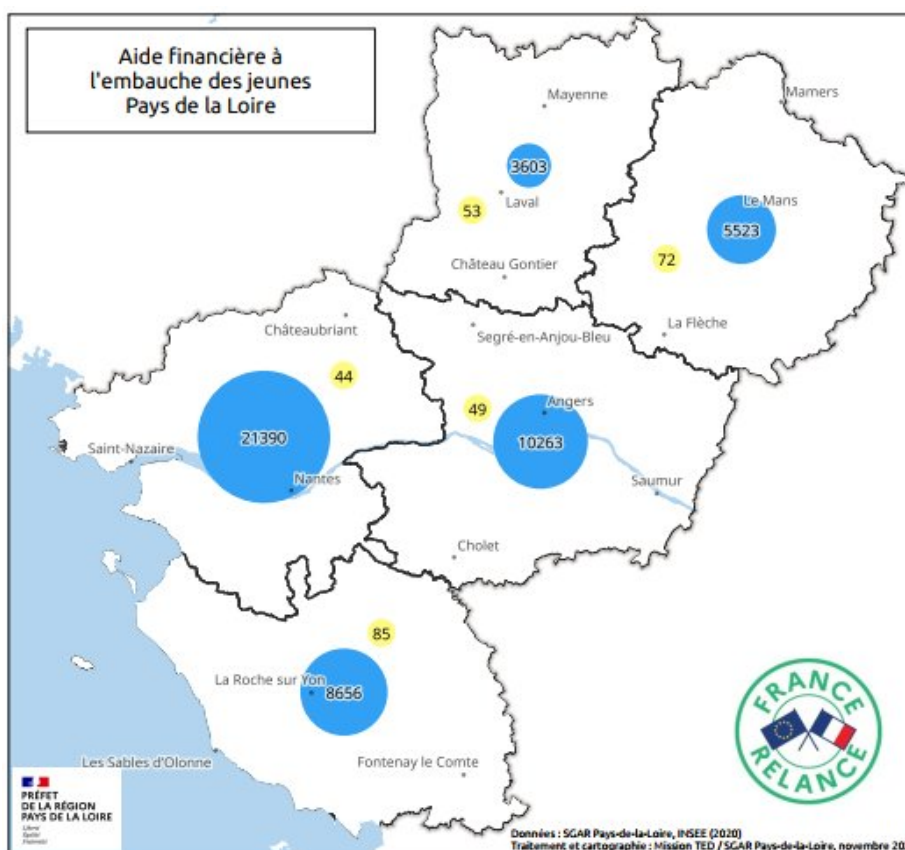 Aide financière à
l'embauche des jeunes
Pays de la Loire
Mayenne
Mamers
3603
Laval
53
Le Mans
5523
72
Château Gontier
La Flèche
Châteaubriant
Segré-en-Anjou-Bleu
44
49
Angers
21390
10263
Saint-Nazaire
Nantes
Saumur
Cholet
85
La Roche sur Yon
8656
Les Sables d'Olonne
Fontenay le Comte
FRANCE
RELANCE
PRÉFET
DE LA RÉGION
PAYS DE LA LOIRE
Liberté
Égalité
Fraternité
Données : SGAR Pays-de-la-Loire, INSEE (2020)
Traitement et cartographie : Mission TED / SGAR Pays-de-la-Loire, novembre 20